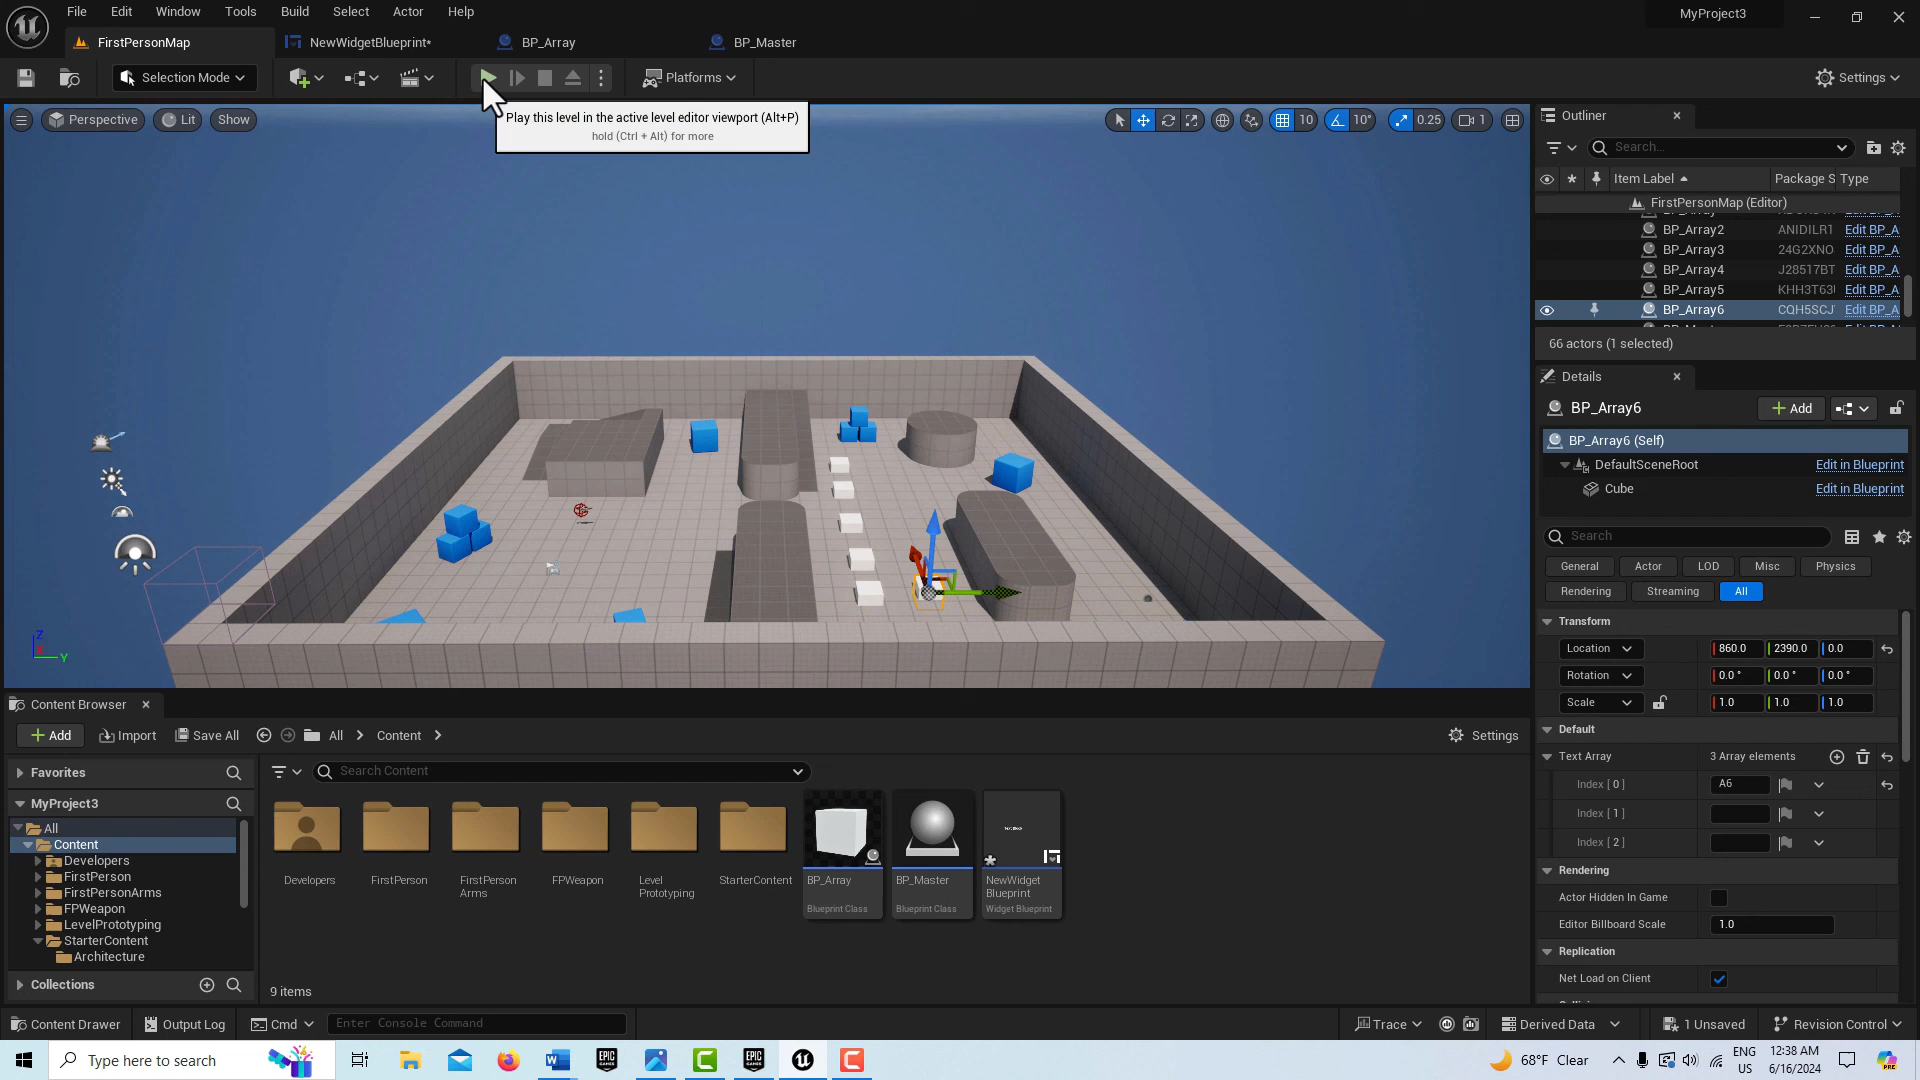 File Edit Window Tools Build Select Actor Help
MyProject3
FirstPersonMap
NewWidgetBlueprint*
BP_Array
BP_Master
Selection Mode
Platforms
Settings
Play this level in the active level editor viewport (Alt+P)
hold (Ctrl + Alt) for more
Perspective
Lit
Show
10
10°
0.25
1
Outliner
Search...
Item Label
Package S
Type
FirstPersonMap (Editor)
BP_Array2 ANIDILR1 Edit BP_A
BP_Array3 24G2XNO Edit BP_A
BP_Array4 J28517BT Edit BP_A
BP_Array5 KHH3T63 Edit BP_A
BP_Array6 CQH5SCJ Edit BP_A
66 actors (1 selected)
Details
BP_Array6
Add
BP_Array6 (Self)
DefaultSceneRoot Edit in Blueprint
Cube Edit in Blueprint
Search
General Actor LOD Misc Physics
Rendering Streaming All
Transform
Location 860.0 2390.0 0.0
Rotation 0.0 ° 0.0 ° 0.0 °
Scale 1.0 1.0 1.0
Default
Text Array 3 Array elements
Index [ 0 ] A6
Index [ 1 ]
Index [ 2 ]
Rendering
Actor Hidden In Game
Editor Billboard Scale 1.0
Replication
Net Load on Client
Z
Y
Content Browser
Add
Import
Save All
All
Content
Settings
Favorites
MyProject3
All
Content
Developers
FirstPerson
FirstPersonArms
FPWeapon
LevelPrototyping
StarterContent
Architecture
Collections
Search Content
Developers
FirstPerson
FirstPerson
Arms
FPWeapon
Level
Prototyping
StarterContent
BP_Array
Blueprint Class
BP_Master
Blueprint Class
NewWidget
Blueprint
Widget Blueprint
9 items
Content Drawer
Output Log
Cmd
Enter Console Command
Trace
Derived Data
1 Unsaved
Revision Control
Type here to search
68°F Clear
ENG
US
12:38 AM
6/16/2024